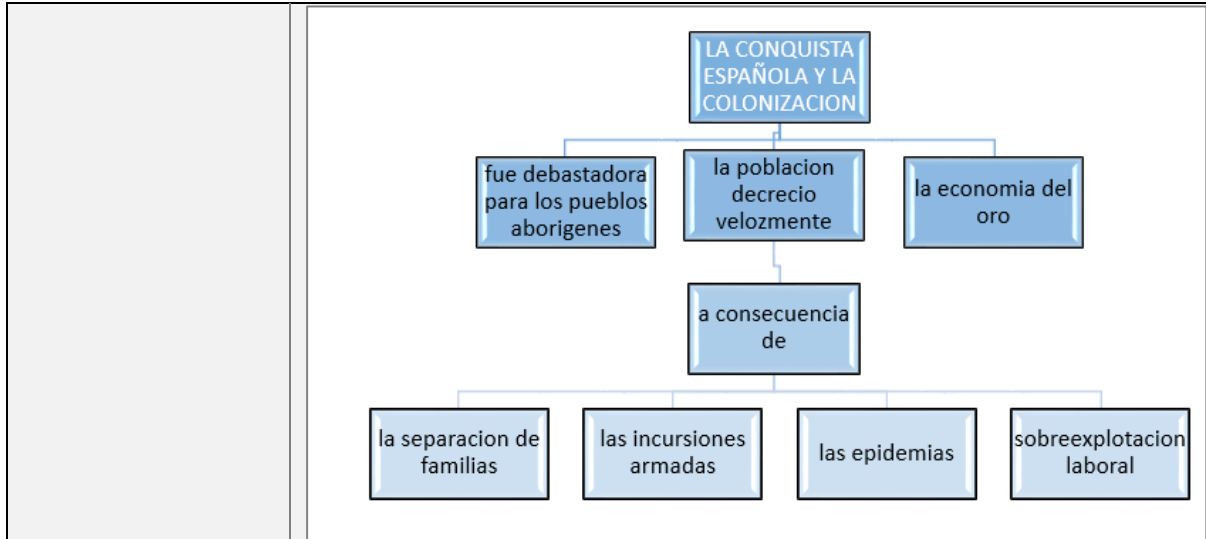 LA CONQUISTA
ESPAÑOLA Y LA
COLONIZACION
fue debastadora
para los pueblos
aborigenes
la poblacion
decrecio
velozmente
la economia del
oro
a consecuencia
de
la separacion de
familias
las incursiones
armadas
las epidemias
sobreexplotacion
laboral